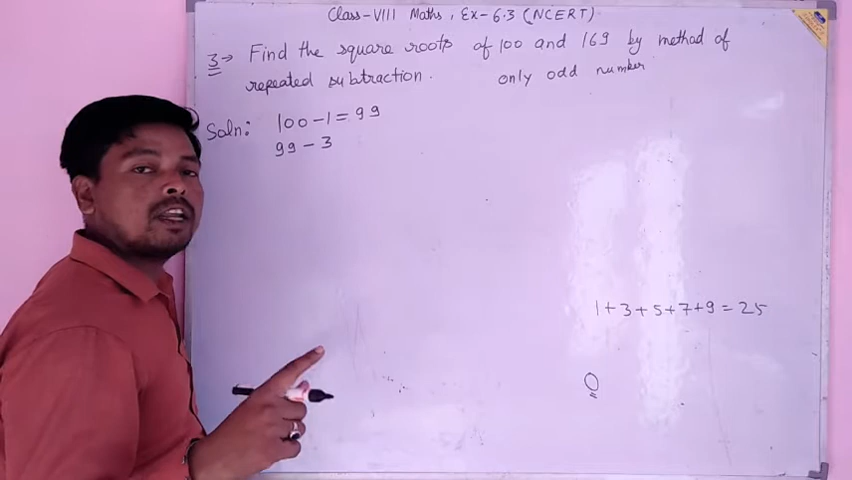 Class-VIII Maths, Ex-6.3 (NCERT)
3→ Find the square roots of 100 and 169 by method of
repeated subtraction. only odd number
Soln: 100-1=99
99-3
1+3+5+7+9=25
0